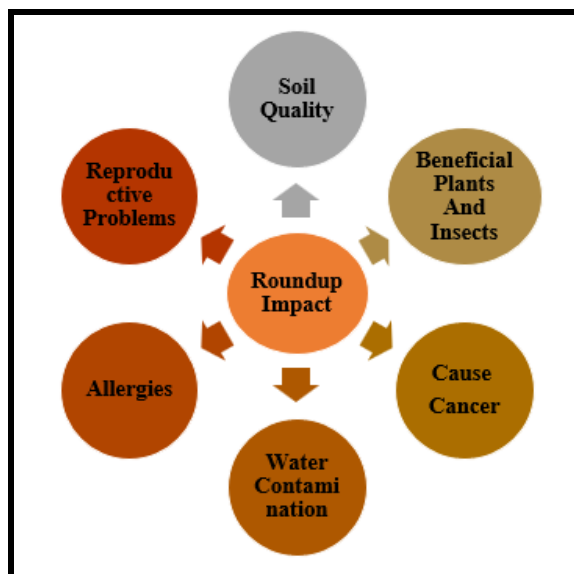 Soil
Quality
Beneficial
Plants
And
Insects
Cause
Cancer
Water
Contami
nation
Allergies
Reprodu
ctive
Problems
Roundup
Impact